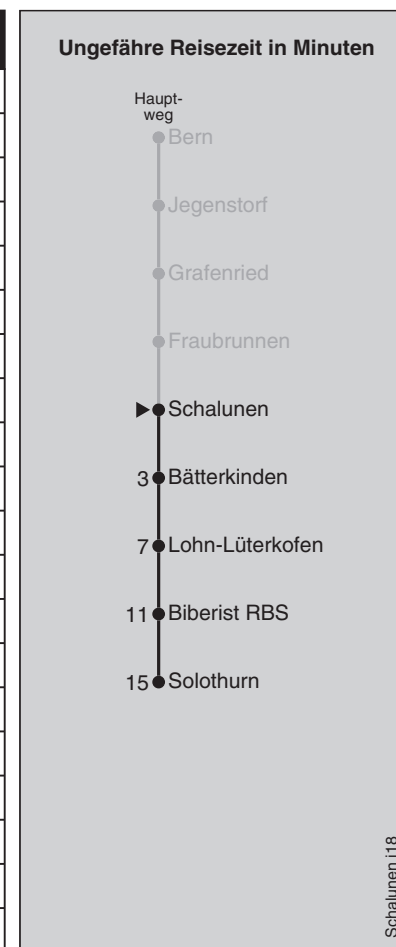 Ungefähre Reisezeit in Minuten
Haupt-
weg
Bern
Jegenstorf
Grafenried
Fraubrunnen
Schalunen
3 Bätterkinden
7 Lohn-Lüterkofen
11 Biberist RBS
15 Solothurn
Schalunen j18